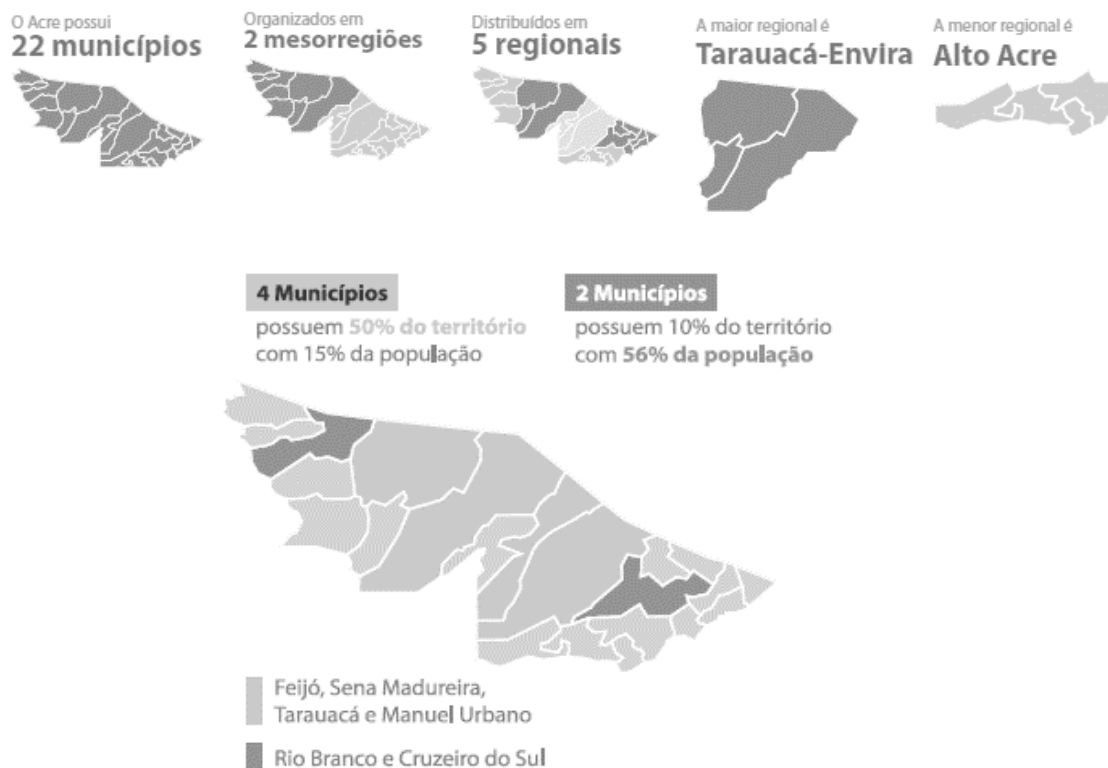 O Acre possui
22 municípios
Organizados em
2 mesorregiões
Distribuídos em
5 regionais
A maior regional é
Tarauacá-Envira
A menor regional é
Alto Acre
4 Municípios
possuem 50% do território
com 15% da população
2 Municípios
possuem 10% do território
com 56% da população
Feijó, Sena Madureira,
Tarauacá e Manuel Urbano
Rio Branco e Cruzeiro do Sul